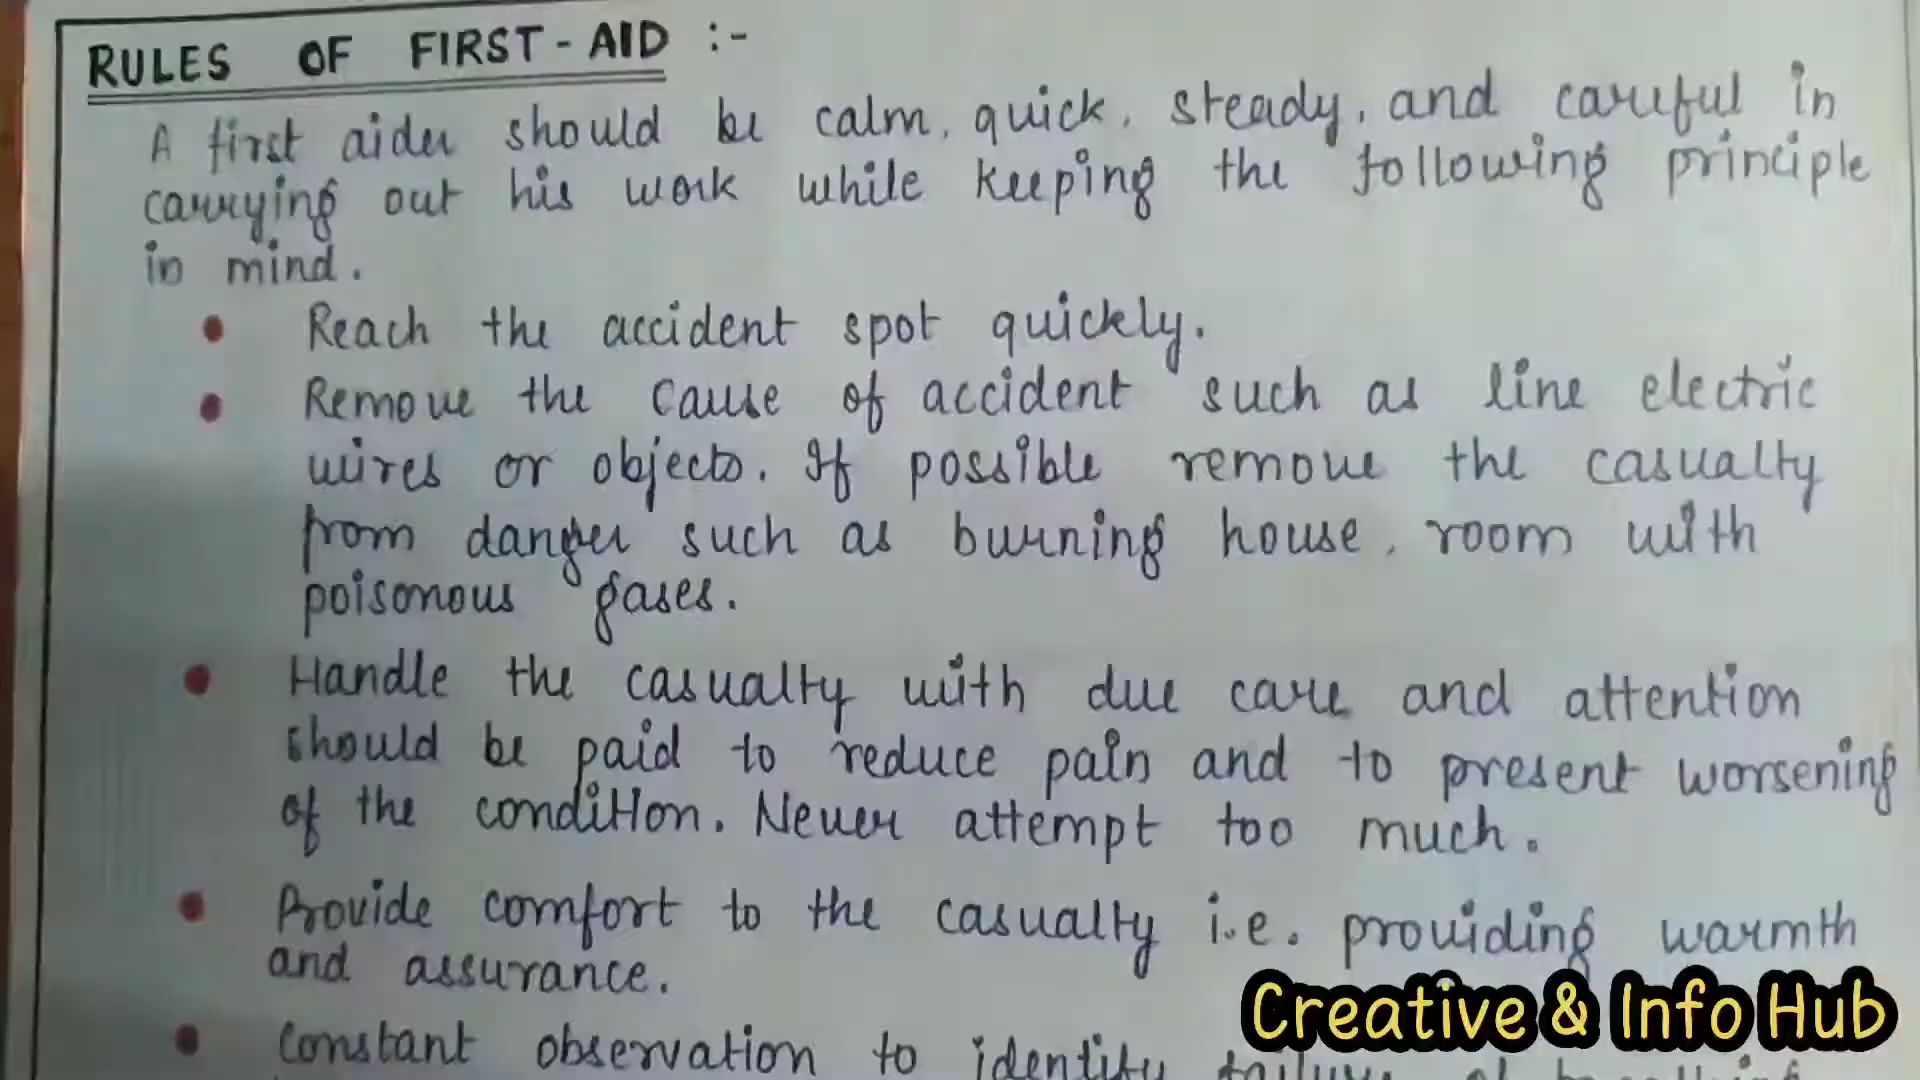 RULES OF FIRST-AID :-
A first aider should be calm, quick, steady, and careful in
carrying out his work while keeping the following principle
in mind.
• Reach the accident spot quickly.
• Remove the cause of accident such as line electric
wires or objects. If possible remove the casualty
from danger such as burning house, room with
poisonous gases.
• Handle the casualty with due care and attention
should be paid to reduce pain and to present worsening
of the condition. Never attempt too much.
• Provide comfort to the casualty i.e. providing warmth
and assurance.
• Constant observation to identify failure of breathing
Creative & Info Hub